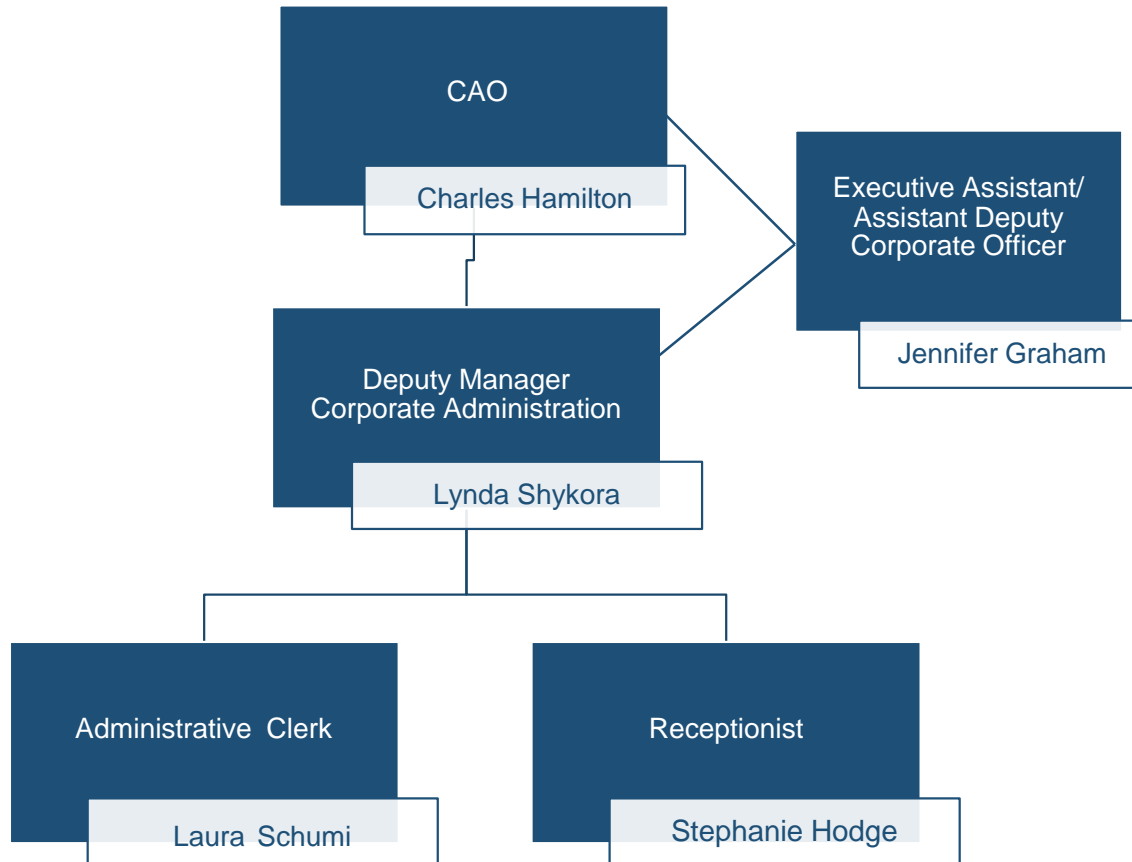 CAO
Charles Hamilton
Executive Assistant/
Assistant Deputy
Corporate Officer
Jennifer Graham
Deputy Manager
Corporate Administration
Lynda Shykora
Administrative Clerk
Laura Schumi
Receptionist
Stephanie Hodge